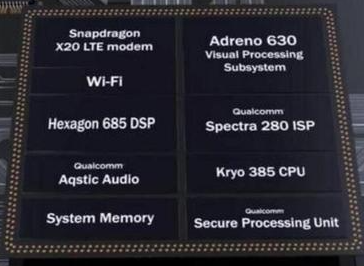 Snapdragon
X20 LTE modem
Wi-Fi
Hexagon 685 DSP
Qualcomm
Aqstic Audio
System Memory
Adreno 630
Visual Processing
Subsystem
Qualcomm
Spectra 280 ISP
Kryo 385 CPU
Qualcomm
Secure Processing Unit